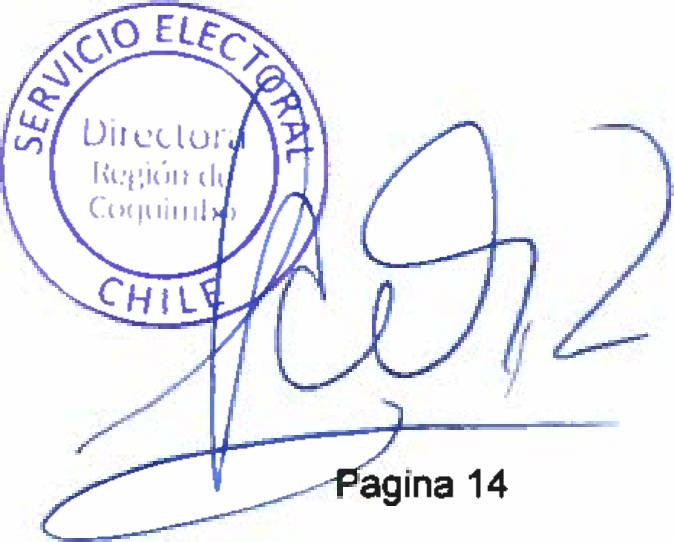 SERVICIO ELECTORAL
Directora
Región de
Coquimbo
CHILE
Pagina 14